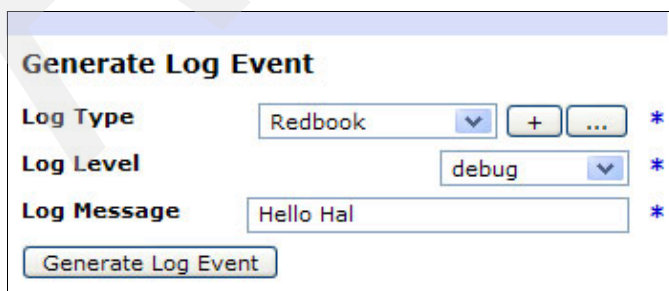 Generate Log Event
Log Type Redbook + ... *
Log Level debug *
Log Message Hello Hal *
Generate Log Event